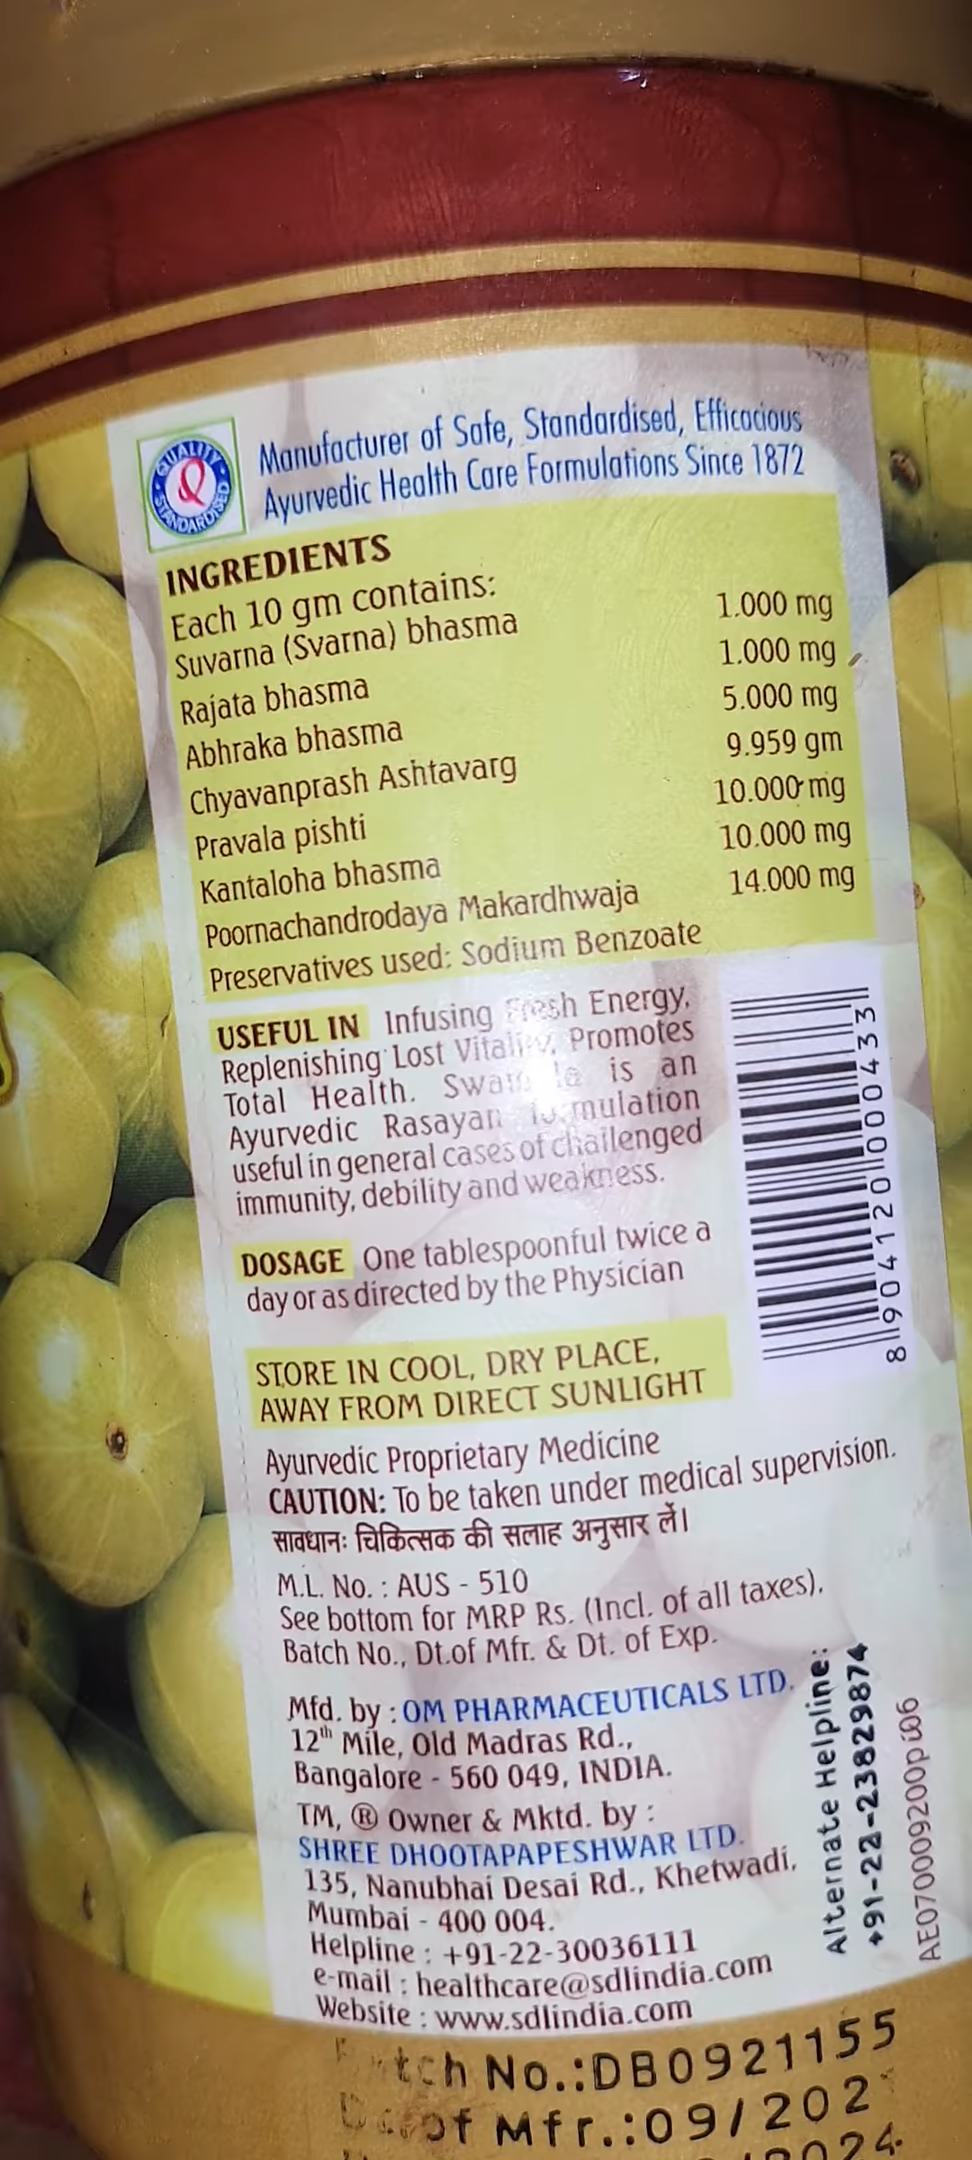 QUALITY STANDARDISED
Manufacturer of Safe, Standardised, Efficacious
Ayurvedic Health Care Formulations Since 1872
INGREDIENTS
Each 10 gm contains:
Suvarna (Svarna) bhasma 1.000 mg
Rajata bhasma 1.000 mg
Abhraka bhasma 5.000 mg
Chyavanprash Ashtavarg 9.959 gm
Pravala pishti 10.000 mg
Kantaloha bhasma 10.000 mg
Poornachandrodaya Makardhwaja 14.000 mg
Preservatives used: Sodium Benzoate
USEFUL IN Infusing Fresh Energy,
Replenishing Lost Vitality, Promotes
Total Health. is an
Ayurvedic Rasayan formulation
useful in general cases of challenged
immunity, debility and weakness.
DOSAGE One tablespoonful twice a
day or as directed by the Physician
STORE IN COOL, DRY PLACE,
AWAY FROM DIRECT SUNLIGHT
8 904120 000433
Ayurvedic Proprietary Medicine
CAUTION: To be taken under medical supervision.
सावधानः चिकित्सक की सलाह अनुसार लें।
M.L. No. : AUS - 510
See bottom for MRP Rs. (Incl. of all taxes),
Batch No., Dt.of Mfr. & Dt. of Exp.
Mfd. by : OM PHARMACEUTICALS LTD.
12th Mile, Old Madras Rd.,
Bangalore - 560 049, INDIA.
TM, ® Owner & Mktd. by :
SHREE DHOOTAPAPESHWAR LTD.
135, Nanubhai Desai Rd., Khetwadi,
Mumbai - 400 004.
Helpline : +91-22-30036111
e-mail : healthcare@sdlindia.com
Website : www.sdlindia.com
Alternate Helpline:
+91-22-23829874
AE070009200pi06
No.:DB0921155
of Mfr.:09/202